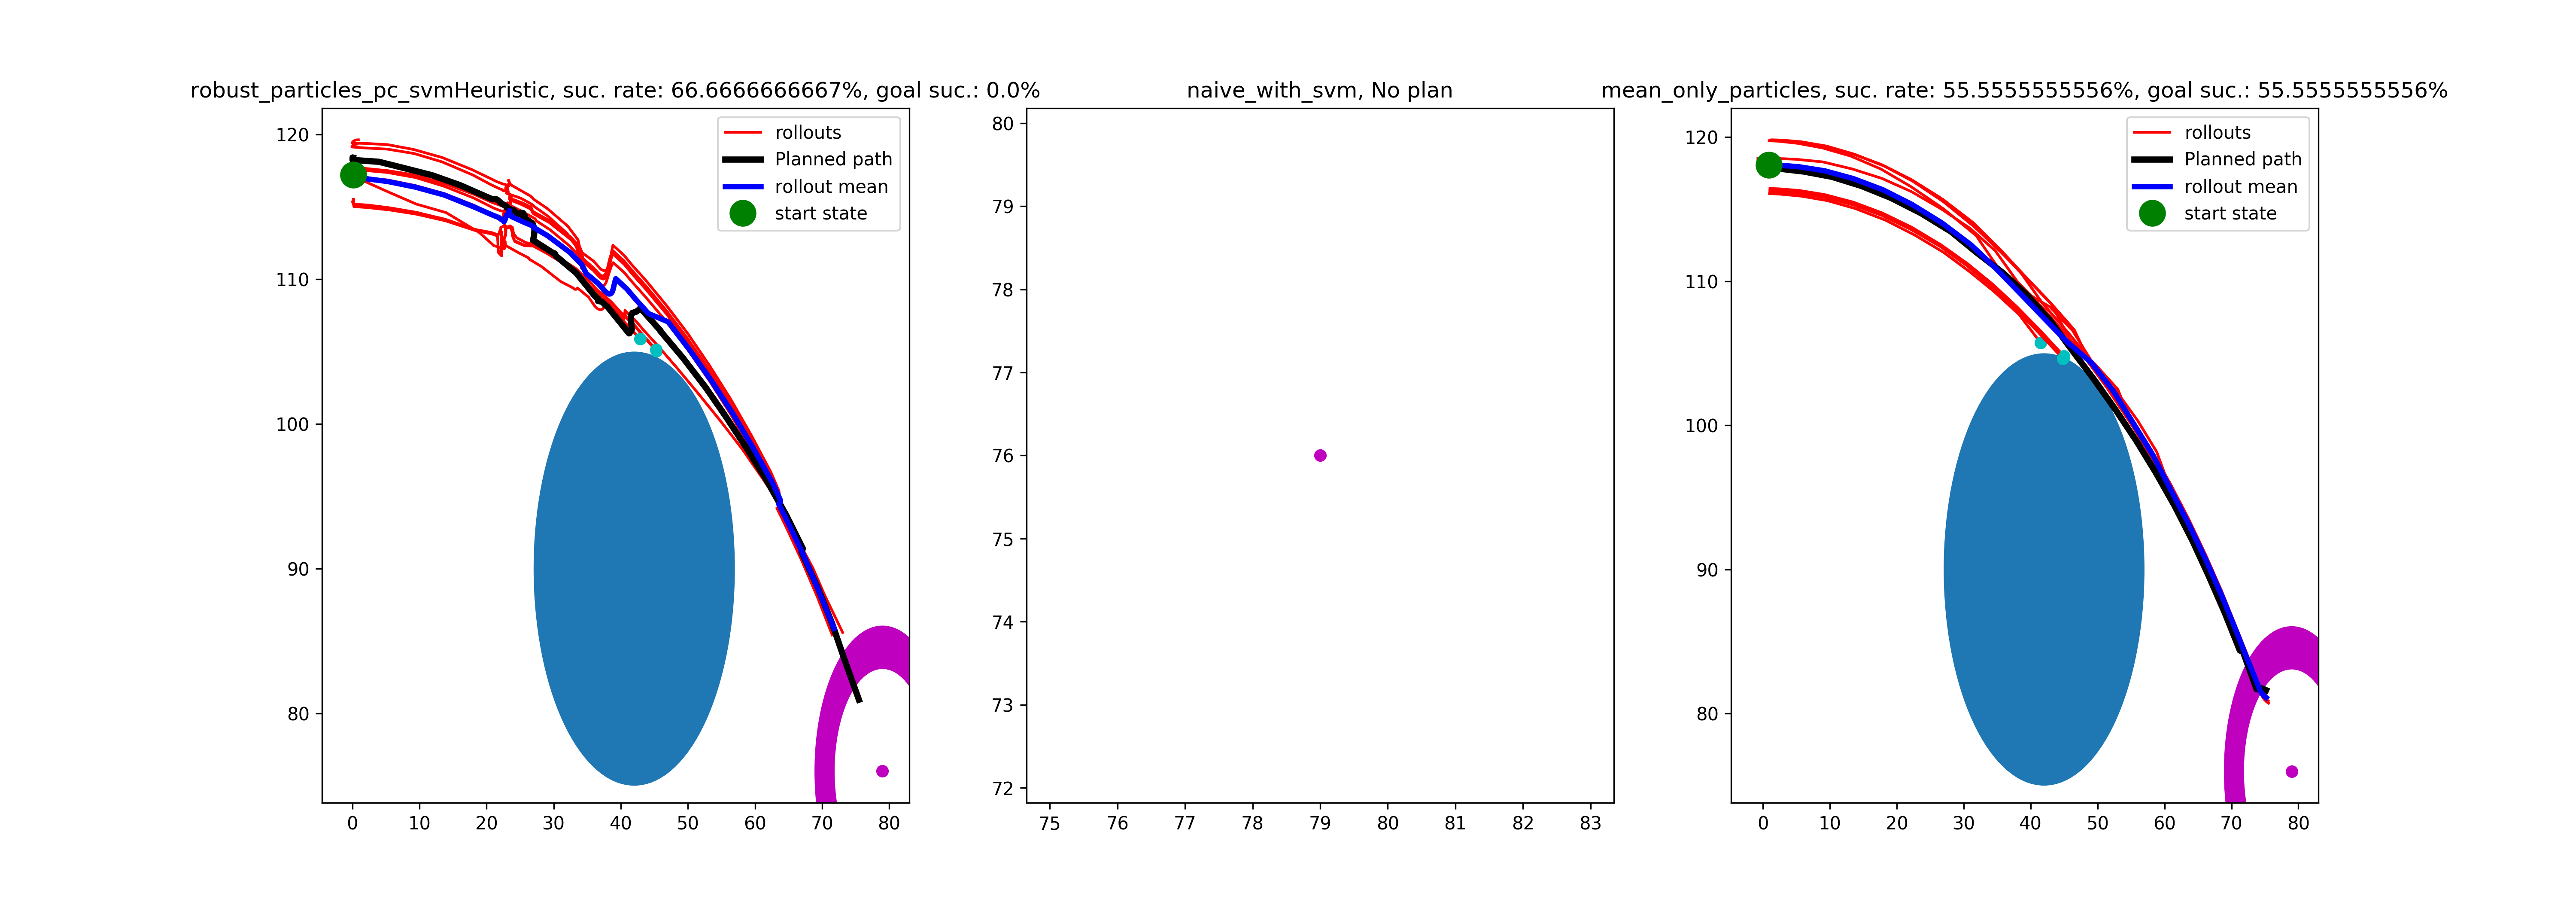 robust_particles_pc_svmHeuristic, suc. rate: 66.6666666667%, goal suc.: 0.0%
120
110
100
90
80
0 10 20 30 40 50 60 70 80
rollouts
Planned path
rollout mean
start state
naive_with_svm, No plan
80
79
78
77
76
75
74
73
72
75 76 77 78 79 80 81 82 83
mean_only_particles, suc. rate: 55.5555555556%, goal suc.: 55.5555555556%
120
110
100
90
80
0 10 20 30 40 50 60 70 80
rollouts
Planned path
rollout mean
start state